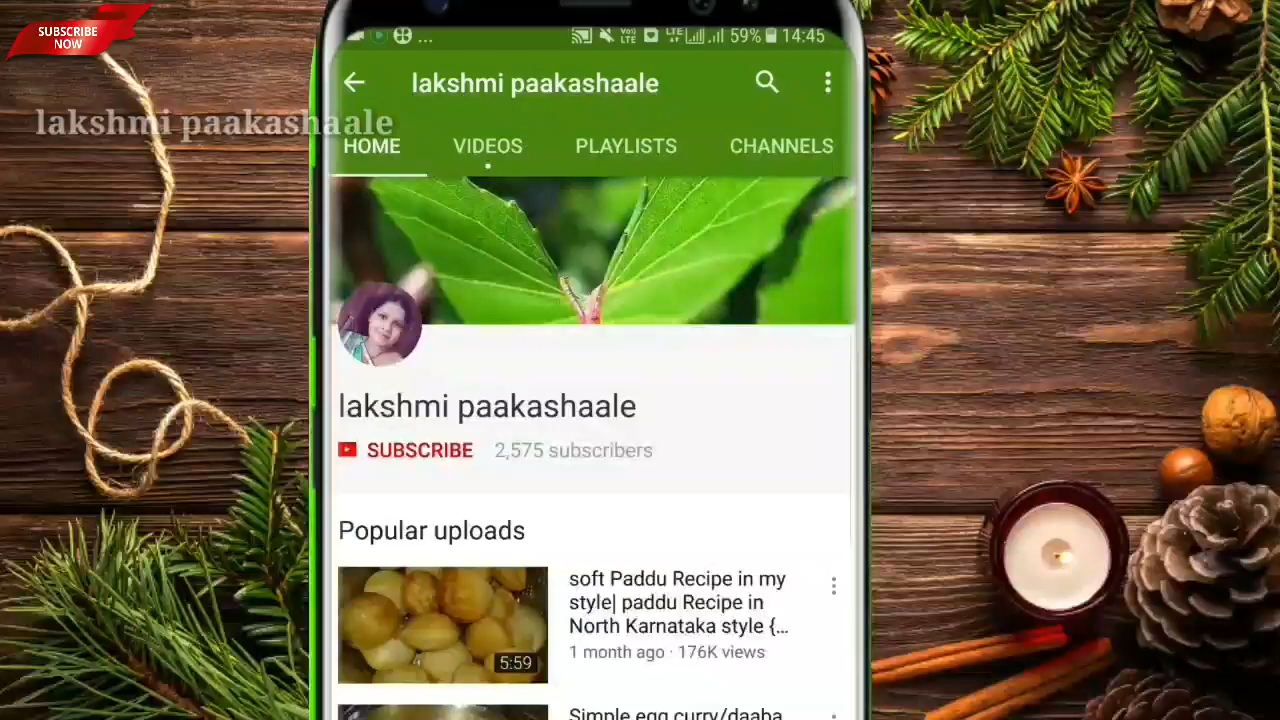 SUBSCRIBE
NOW
... VoLTE LTE 59% 14:45
lakshmi paakashaale
lakshmi paakashaale
HOME VIDEOS PLAYLISTS CHANNELS
lakshmi paakashaale
SUBSCRIBE 2,575 subscribers
Popular uploads
soft Paddu Recipe in my
style| paddu Recipe in
North Karnataka style {...
1 month ago · 176K views
5:59
Simple egg curry/daaba